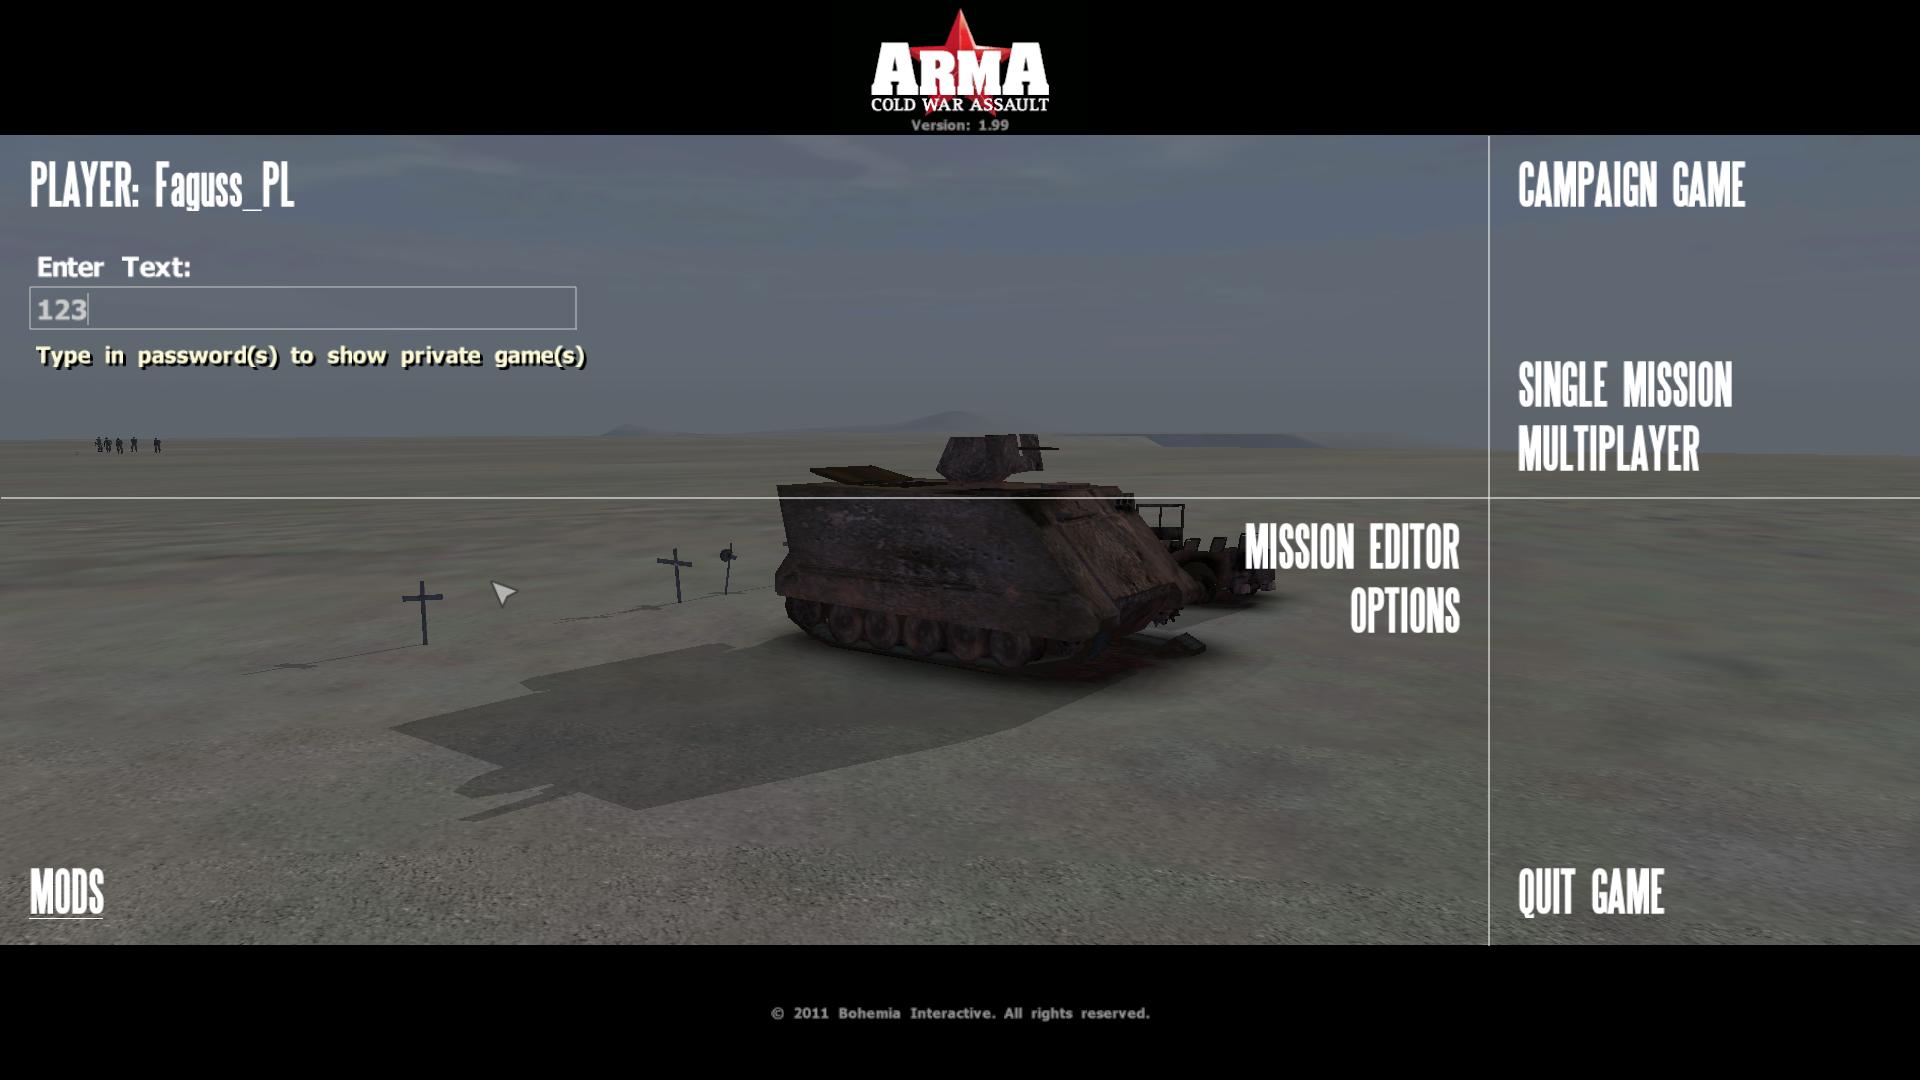 ARMA
COLD WAR ASSAULT
Version: 1.99
PLAYER: Faguss_PL
Enter Text:
123
Type in password(s) to show private game(s)
CAMPAIGN GAME
SINGLE MISSION
MULTIPLAYER
MISSION EDITOR
OPTIONS
MODS
QUIT GAME
© 2011 Bohemia Interactive. All rights reserved.